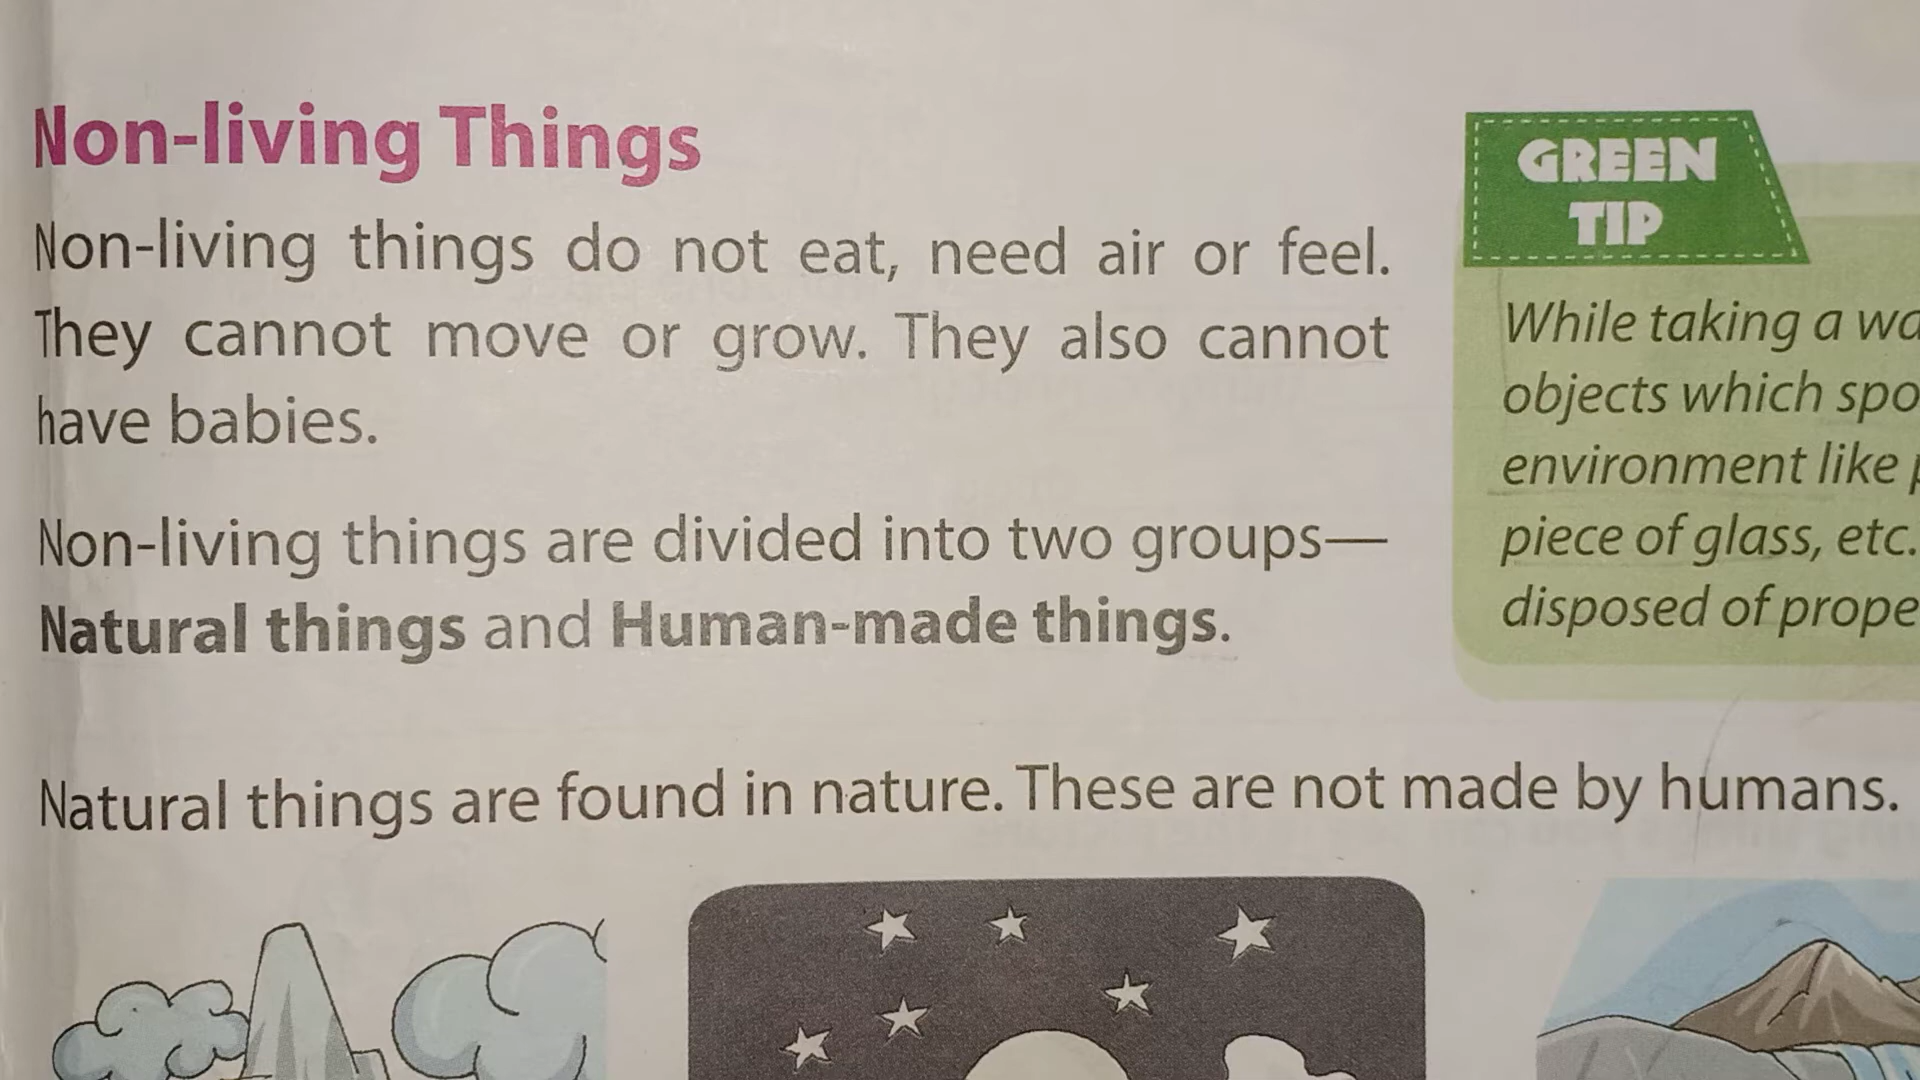 Non-living Things
Non-living things do not eat, need air or feel.
They cannot move or grow. They also cannot
have babies.
Non-living things are divided into two groups—
Natural things and Human-made things.
GREEN
TIP
While taking a
objects which
environment like
piece of glass, etc.
disposed of
Natural things are found in nature. These are not made by humans.